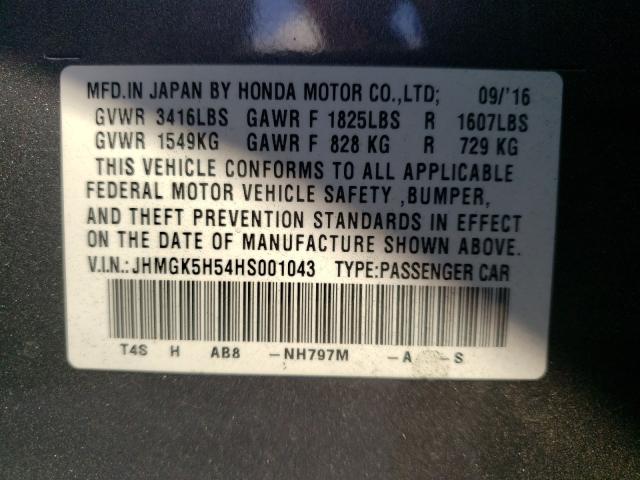 MFD.IN JAPAN BY HONDA MOTOR CO.,LTD; 09/'16
GVWR 3416LBS GAWR F 1825LBS R 1607LBS
GVWR 1549KG GAWR F 828 KG R 729 KG
THIS VEHICLE CONFORMS TO ALL APPLICABLE
FEDERAL MOTOR VEHICLE SAFETY ,BUMPER,
AND THEFT PREVENTION STANDARDS IN EFFECT
ON THE DATE OF MANUFACTURE SHOWN ABOVE.
V.I.N.:JHMGK5H54HS001043 TYPE:PASSENGER CAR
T4S H AB8 -NH797M -A -S